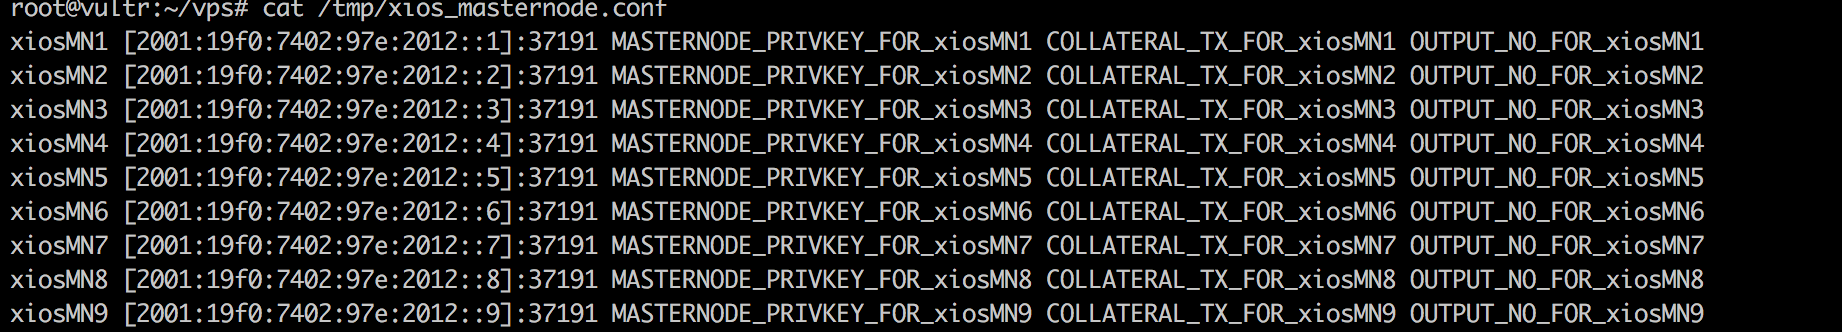 root@vultr:~/vps# cat /tmp/xios_masternode.conf
xiosMN1 [2001:19f0:7402:97e:2012::1]:37191 MASTERNODE_PRIVKEY_FOR_xiosMN1 COLLATERAL_TX_FOR_xiosMN1 OUTPUT_NO_FOR_xiosMN1
xiosMN2 [2001:19f0:7402:97e:2012::2]:37191 MASTERNODE_PRIVKEY_FOR_xiosMN2 COLLATERAL_TX_FOR_xiosMN2 OUTPUT_NO_FOR_xiosMN2
xiosMN3 [2001:19f0:7402:97e:2012::3]:37191 MASTERNODE_PRIVKEY_FOR_xiosMN3 COLLATERAL_TX_FOR_xiosMN3 OUTPUT_NO_FOR_xiosMN3
xiosMN4 [2001:19f0:7402:97e:2012::4]:37191 MASTERNODE_PRIVKEY_FOR_xiosMN4 COLLATERAL_TX_FOR_xiosMN4 OUTPUT_NO_FOR_xiosMN4
xiosMN5 [2001:19f0:7402:97e:2012::5]:37191 MASTERNODE_PRIVKEY_FOR_xiosMN5 COLLATERAL_TX_FOR_xiosMN5 OUTPUT_NO_FOR_xiosMN5
xiosMN6 [2001:19f0:7402:97e:2012::6]:37191 MASTERNODE_PRIVKEY_FOR_xiosMN6 COLLATERAL_TX_FOR_xiosMN6 OUTPUT_NO_FOR_xiosMN6
xiosMN7 [2001:19f0:7402:97e:2012::7]:37191 MASTERNODE_PRIVKEY_FOR_xiosMN7 COLLATERAL_TX_FOR_xiosMN7 OUTPUT_NO_FOR_xiosMN7
xiosMN8 [2001:19f0:7402:97e:2012::8]:37191 MASTERNODE_PRIVKEY_FOR_xiosMN8 COLLATERAL_TX_FOR_xiosMN8 OUTPUT_NO_FOR_xiosMN8
xiosMN9 [2001:19f0:7402:97e:2012::9]:37191 MASTERNODE_PRIVKEY_FOR_xiosMN9 COLLATERAL_TX_FOR_xiosMN9 OUTPUT_NO_FOR_xiosMN9